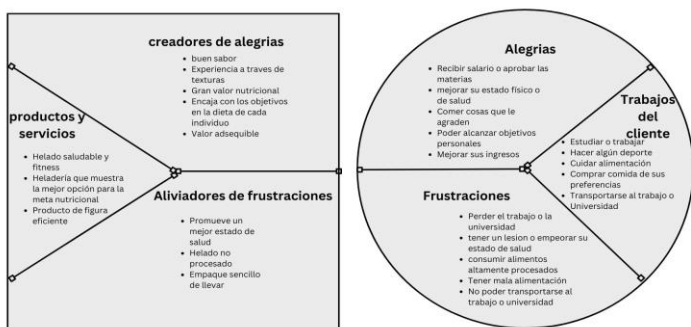 creadores de alegrias
buen sabor
Experiencia a traves de
texturas
Gran valor nutricional
Encaja con los objetivos
en la dieta de cada
individuo
Valor adsequible
productos y
servicios
Helado saludable y
fitness
Heladería que muestra
la mejor opción para la
meta nutricional
Producto de figura
eficiente
Aliviadores de frustraciones
Promueve un
mejor estado de
salud
Helado no
procesado
Empaque sencillo
de llevar
Alegrias
Recibir salario o aprobar las
materias
mejorar su estado físico o
de salud
Comer cosas que le
agraden
Poder alcanzar objetivos
personales
Mejorar sus ingresos
Trabajos
del
cliente
Estudiar o trabajar
Hacer algún deporte
Cuidar alimentación
Comprar comida de sus
preferencias
Transportarse al trabajo o
Universidad
Frustraciones
Perder el trabajo o la
universidad
tener un lesion o empeorar su
estado de salud
consumir alimentos
altamente procesados
Tener mala alimentación
No poder transportarse al
trabajo o universidad